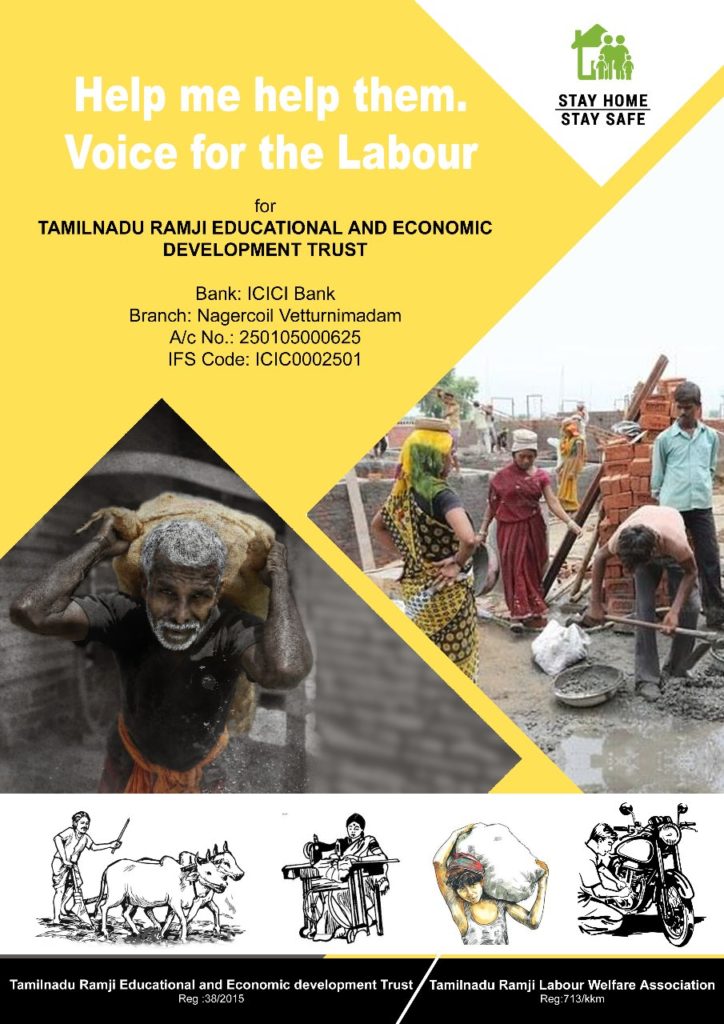 STAY HOME
STAY SAFE
Help me help them.
Voice for the Labour
for
TAMILNADU RAMJI EDUCATIONAL AND ECONOMIC
DEVELOPMENT TRUST
Bank: ICICI Bank
Branch: Nagercoil Vetturnimadam
A/c No.: 250105000625
IFS Code: ICIC0002501
Tamilnadu Ramji Educational and Economic development Trust
Reg :38/2015
Tamilnadu Ramji Labour Welfare Association
Reg:713/kkm